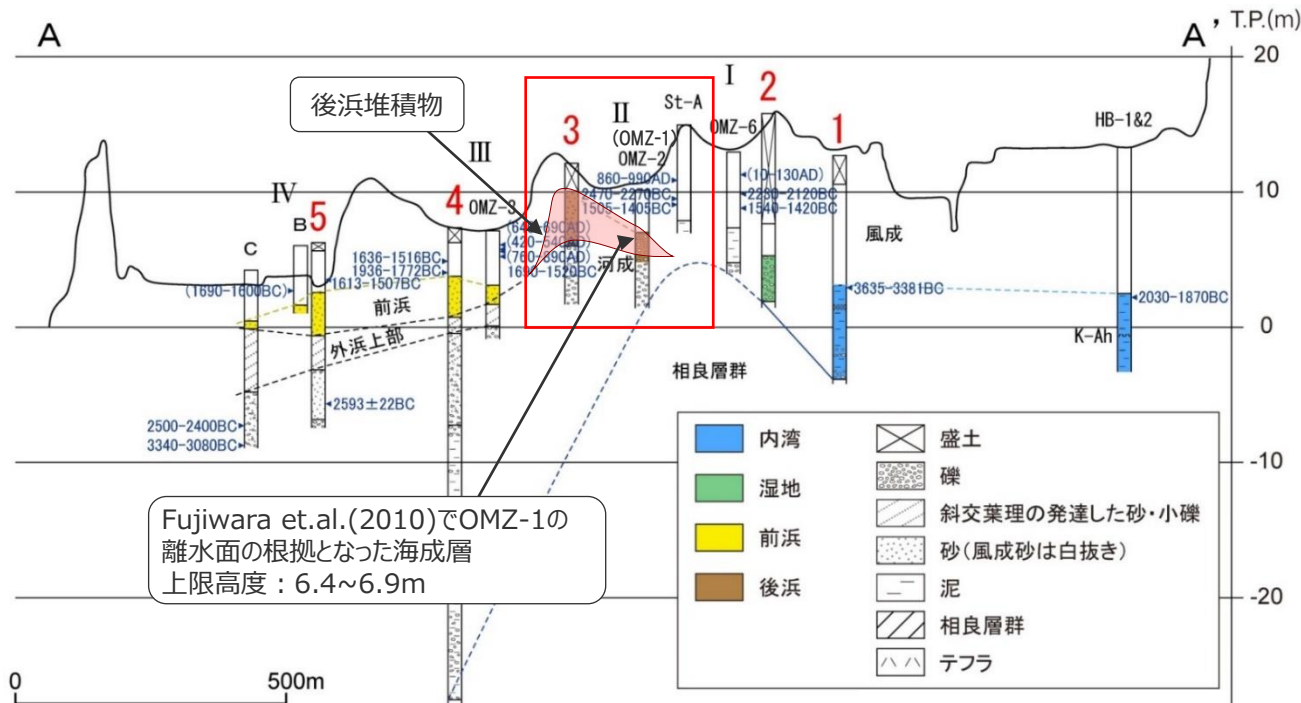 A
A'
T.P.(m)
20
10
0
-10
-20
後浜堆積物
Ⅰ
2
St-A
Ⅱ
3
(OMZ-1)
OMZ-6
1
HB-1&2
OMZ-2
Ⅲ
860-990AD
(10-130AD)
2470-2270BC
2280-2120BC
1505-1405BC
1540-1420BC
Ⅳ
4
B
5
C
風成
河成
1636-1516BC
1936-1772BC
1690-1520BC
1613-1507BC
(1690-1600BC)
3635-3381BC
2030-1870BC
前浜
外浜上部
K-Ah
相良層群
2593±22BC
2500-2400BC
3340-3080BC
Fujiwara et.al.(2010)でOMZ-1の
離水面の根拠となった海成層
上限高度：6.4~6.9m
内湾
湿地
前浜
後浜
盛土
礫
斜交葉理の発達した砂・小礫
砂(風成砂は白抜き)
泥
相良層群
テフラ
0
500m